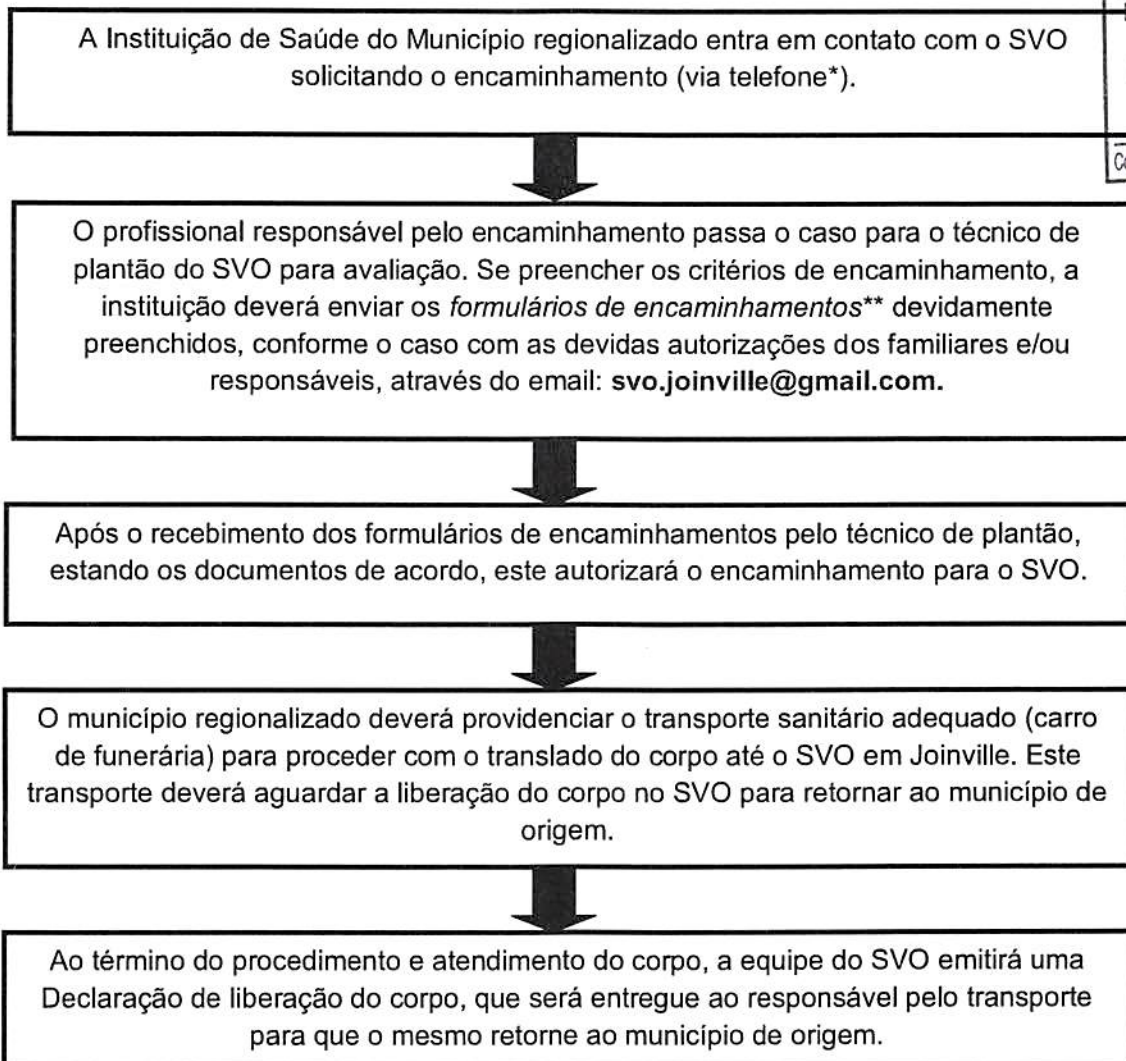 A Instituição de Saúde do Município regionalizado entra em contato com o SVO
solicitando o encaminhamento (via telefone*).
O profissional responsável pelo encaminhamento passa o caso para o técnico de
plantão do SVO para avaliação. Se preencher os critérios de encaminhamento, a
instituição deverá enviar os formulários de encaminhamentos** devidamente
preenchidos, conforme o caso com as devidas autorizações dos familiares e/ou
responsáveis, através do email: svo.joinville@gmail.com.
Após o recebimento dos formulários de encaminhamentos pelo técnico de plantão,
estando os documentos de acordo, este autorizará o encaminhamento para o SVO.
O município regionalizado deverá providenciar o transporte sanitário adequado (carro
de funerária) para proceder com o translado do corpo até o SVO em Joinville. Este
transporte deverá aguardar a liberação do corpo no SVO para retornar ao município de
origem.
Ao término do procedimento e atendimento do corpo, a equipe do SVO emitirá uma
Declaração de liberação do corpo, que será entregue ao responsável pelo transporte
para que o mesmo retorne ao município de origem.